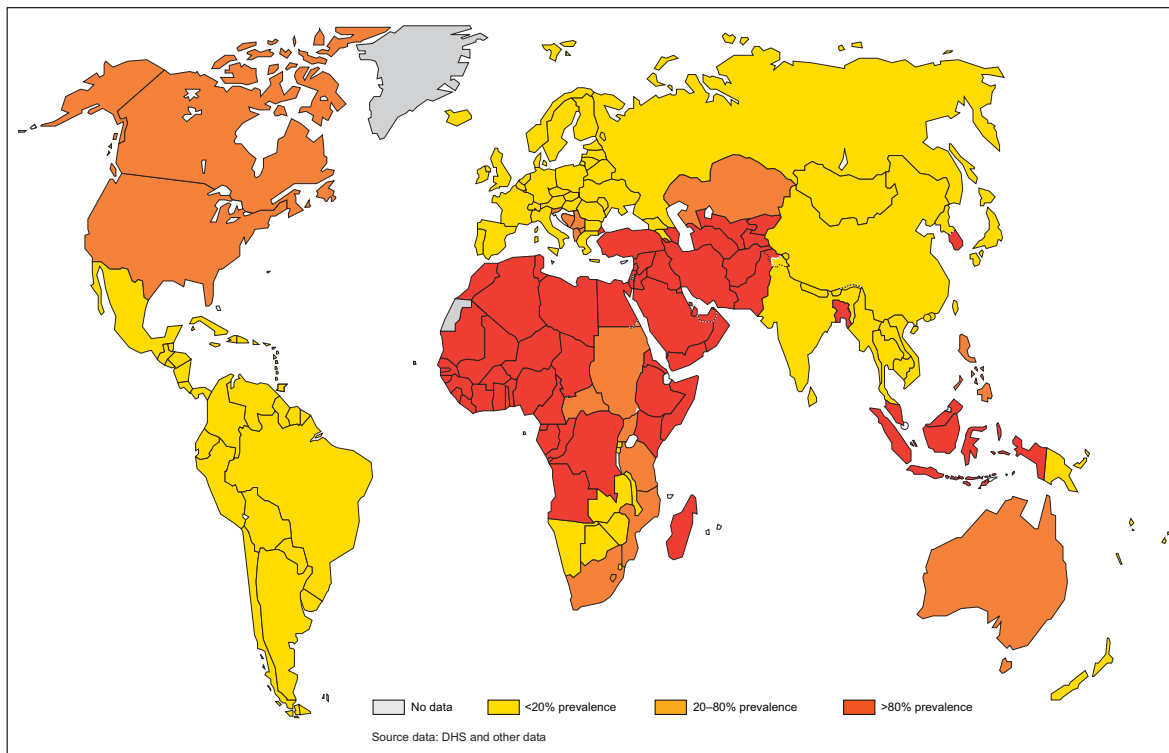 No data <20% prevalence 20–80% prevalence >80% prevalence
Source data: DHS and other data